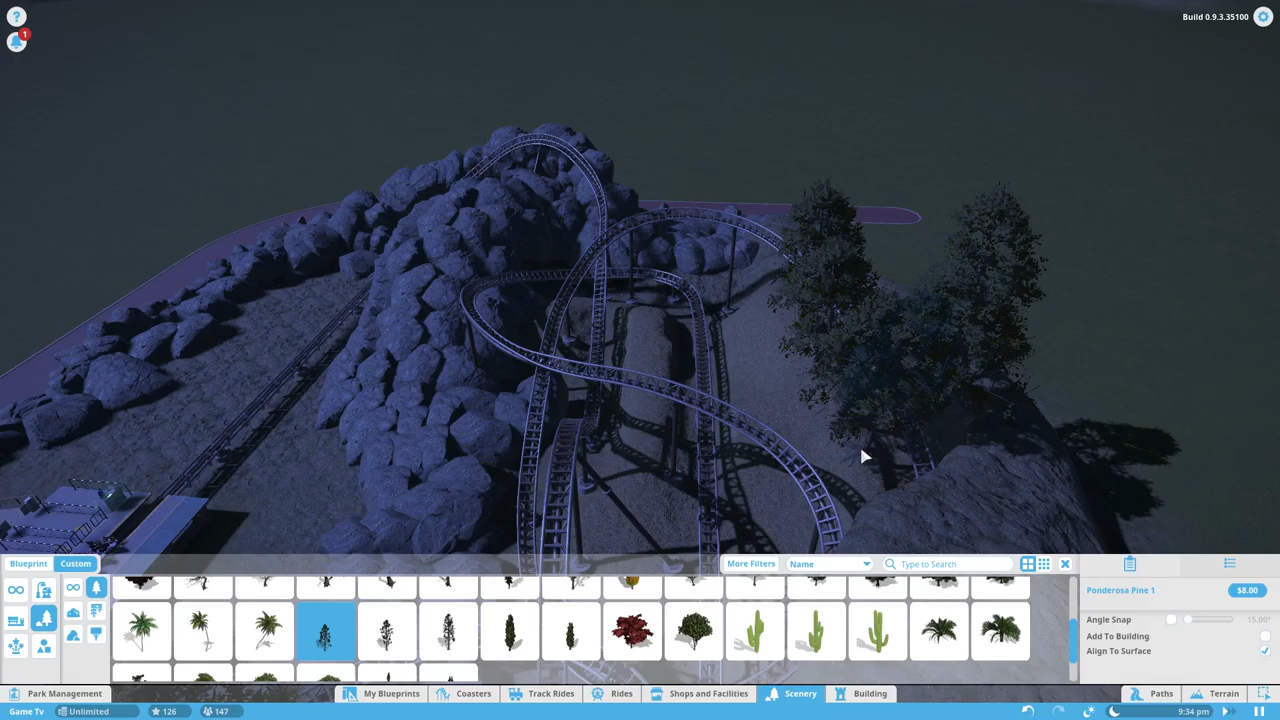 ?
Build 0.9.3.35100
1
Blueprint
Custom
More Filters
Name
Type to Search
Ponderosa Pine 1
$8.00
Angle Snap
15.00°
Add To Building
Align To Surface
Park Management
My Blueprints
Coasters
Track Rides
Rides
Shops and Facilities
Scenery
Building
Paths
Terrain
Game Tv
Unlimited
126
147
9:34 pm